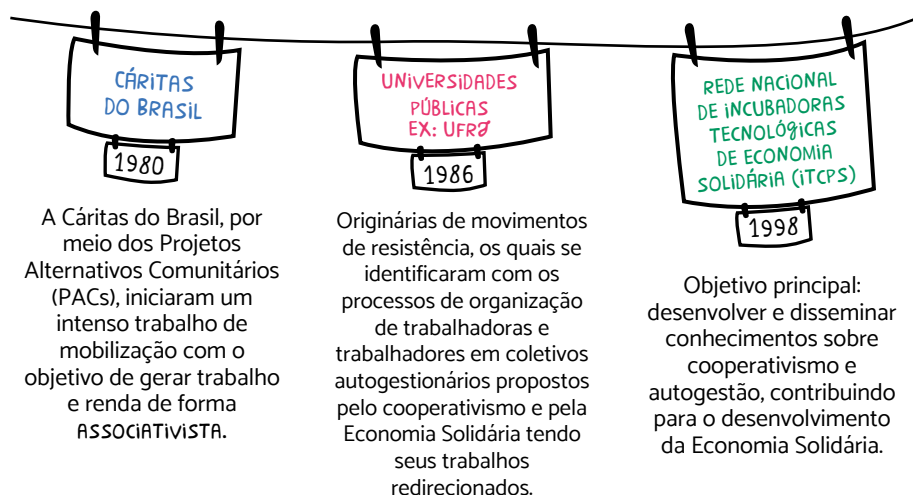 CÁRITAS
DO BRASIL
1980
A Cáritas do Brasil, por
meio dos Projetos
Alternativos Comunitários
(PACs), iniciaram um
intenso trabalho de
mobilização com o
objetivo de gerar trabalho
e renda de forma
ASSOCIATIVISTA.
UNIVERSIDADES
PÚBLICAS
EX: UFRJ
1986
Originárias de movimentos
de resistência, os quais se
identificaram com os
processos de organização
de trabalhadoras e
trabalhadores em coletivos
autogestionários propostos
pelo cooperativismo e pela
Economia Solidária tendo
seus trabalhos
redirecionados.
REDE NACIONAL
DE INCUBADORAS
TECNOLÓGICAS
DE ECONOMIA
SOLIDÁRIA (ITCPS)
1998
Objetivo principal:
desenvolver e disseminar
conhecimentos sobre
cooperativismo e
autogestão, contribuindo
para o desenvolvimento
da Economia Solidária.